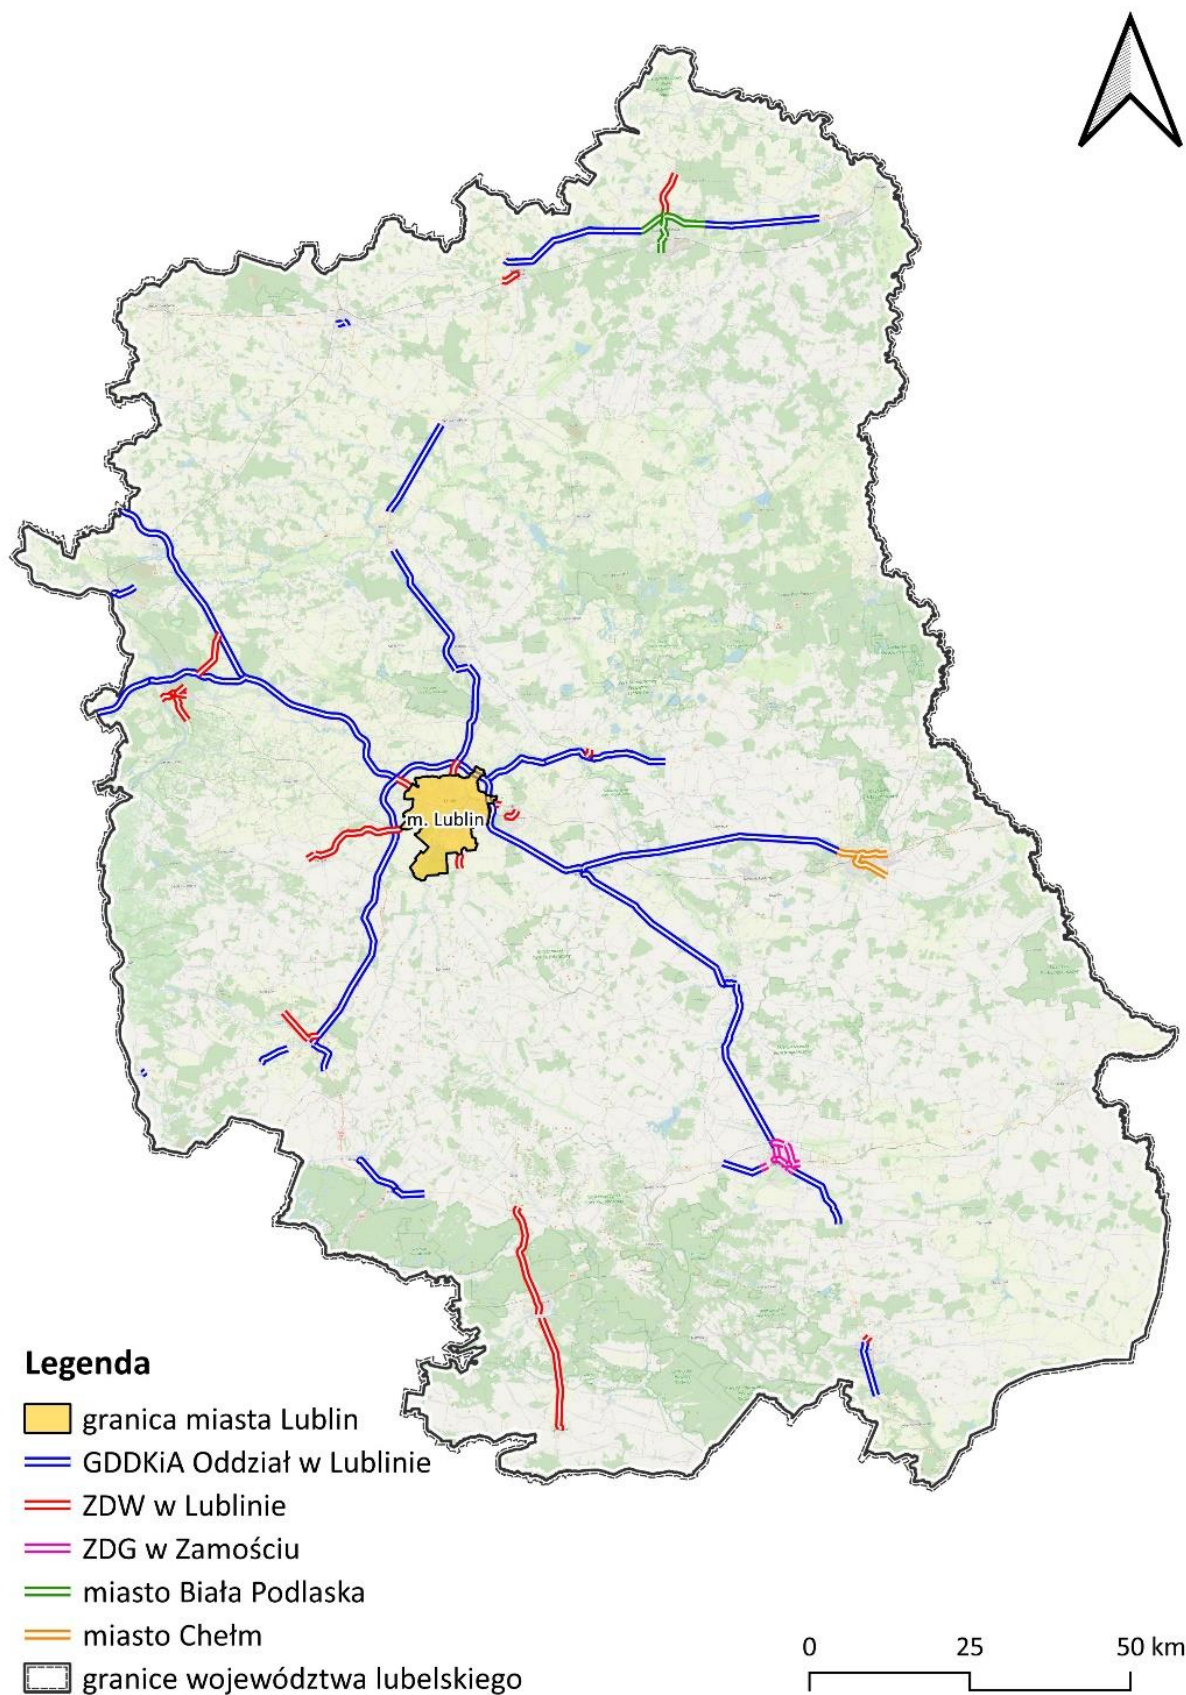 m. Lublin
Legenda
granica miasta Lublin
GDDKiA Oddział w Lublinie
ZDW w Lublinie
ZDG w Zamościu
miasto Biała Podlaska
miasto Chełm
granice województwa lubelskiego
0 25 50 km